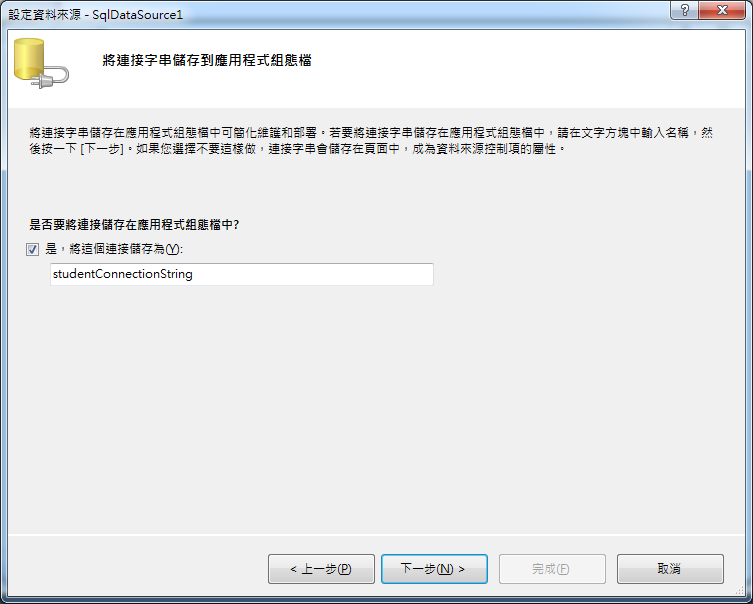 設定資料來源 - SqlDataSource1
?
將連接字串儲存到應用程式組態檔
將連接字串儲存在應用程式組態檔中可簡化維護和部署。若要將連接字串儲存在應用程式組態檔中，請在文字方塊中輸入名稱，然
後按一下 [下一步]。如果您選擇不要這樣做，連接字串會儲存在頁面中，成為資料來源控制項的屬性。
是否要將連接儲存在應用程式組態檔中?
是，將這個連接儲存為(Y):
studentConnectionString
< 上一步(P)
下一步(N) >
完成(F)
取消